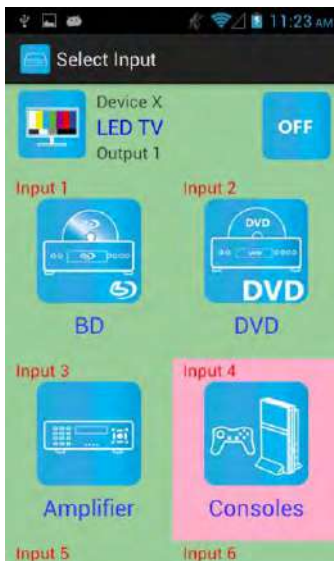 11:23 AM
Select Input
Device X
LED TV
Output 1
OFF
Input 1
Input 2
DVD
DVD
BD
DVD
Input 3
Input 4
Amplifier
Consoles
Input 5
Input 6